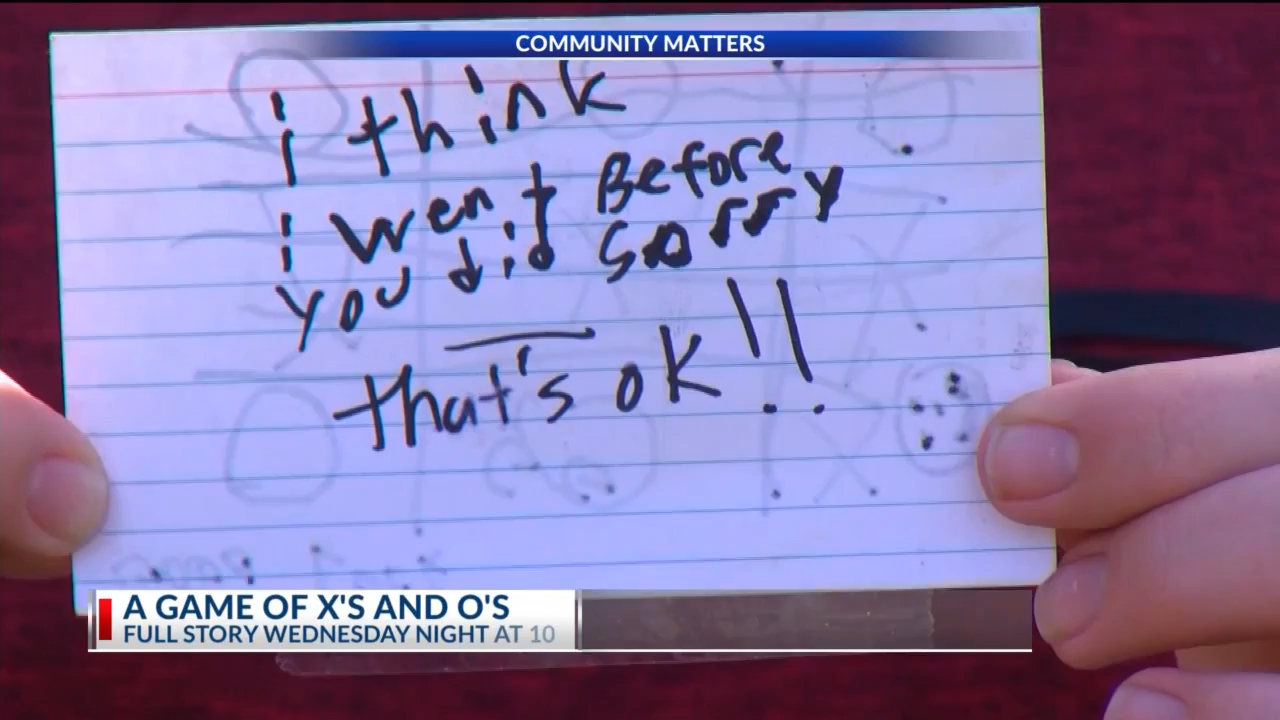 COMMUNITY MATTERS
i think
i went Before
you did sorry
that's ok!!
A GAME OF X'S AND O'S
FULL STORY WEDNESDAY NIGHT AT 10